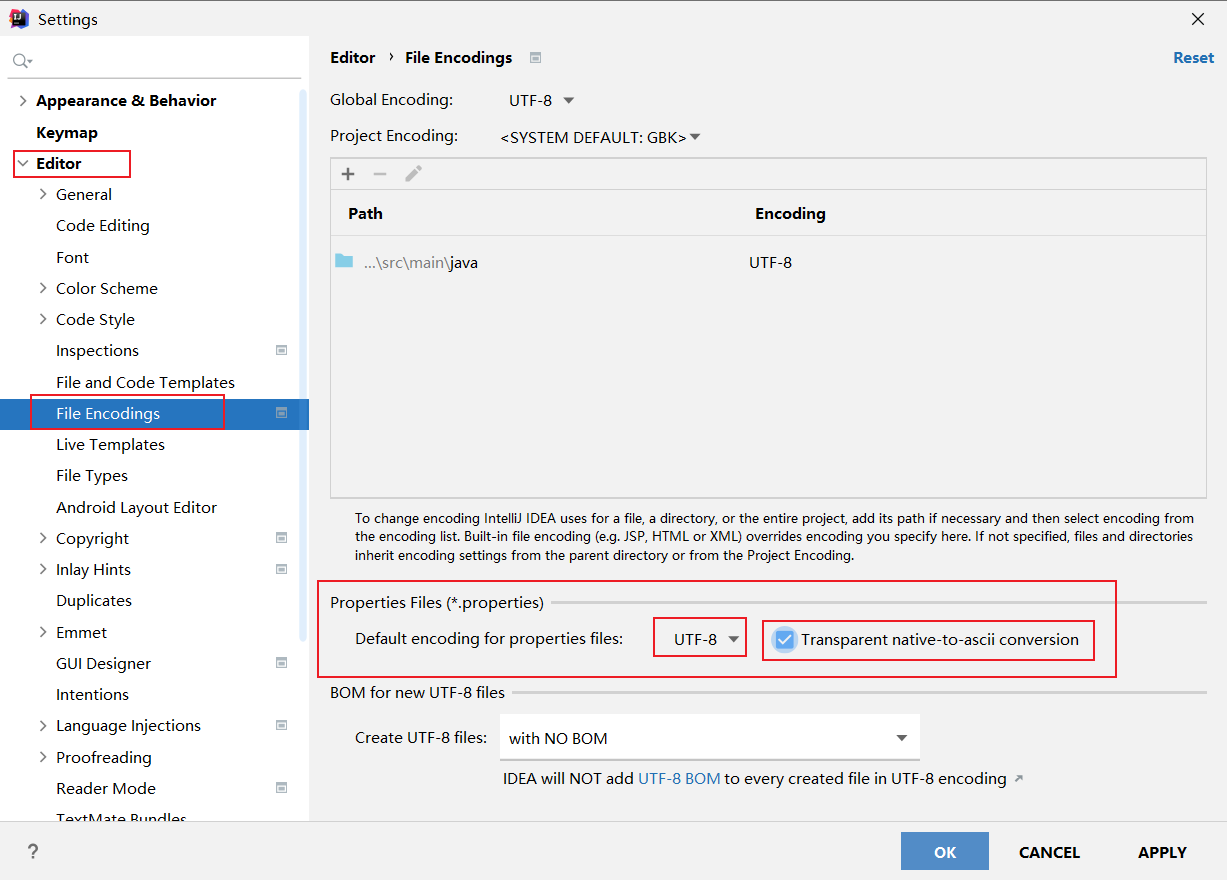 Settings
Appearance & Behavior
Keymap
Editor
General
Code Editing
Font
Color Scheme
Code Style
Inspections
File and Code Templates
File Encodings
Live Templates
File Types
Android Layout Editor
Copyright
Inlay Hints
Duplicates
Emmet
GUI Designer
Intentions
Language Injections
Proofreading
Reader Mode
TextMate Bundles
Editor › File Encodings
Reset
Global Encoding: UTF-8
Project Encoding: <SYSTEM DEFAULT: GBK>
Path Encoding
...\src\main\java UTF-8
To change encoding IntelliJ IDEA uses for a file, a directory, or the entire project, add its path if necessary and then select encoding from
the encoding list. Built-in file encoding (e.g. JSP, HTML or XML) overrides encoding you specify here. If not specified, files and directories
inherit encoding settings from the parent directory or from the Project Encoding.
Properties Files (*.properties)
Default encoding for properties files: UTF-8 Transparent native-to-ascii conversion
BOM for new UTF-8 files
Create UTF-8 files: with NO BOM
IDEA will NOT add UTF-8 BOM to every created file in UTF-8 encoding ↗
?
OK CANCEL APPLY